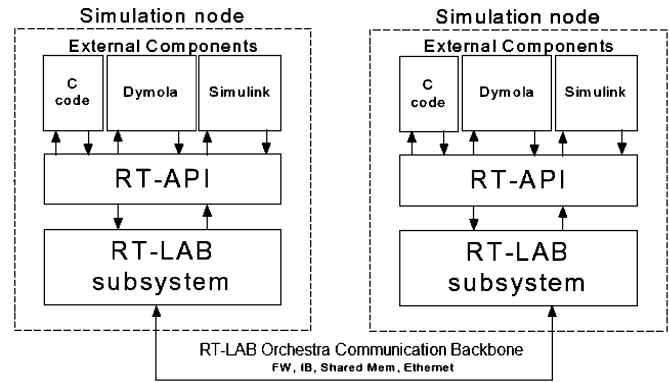 Simulation node
External Components
C
code
Dymola
Simulink
RT-API
RT-LAB
subsystem
Simulation node
External Components
C
code
Dymola
Simulink
RT-API
RT-LAB
subsystem
RT-LAB Orchestra Communication Backbone
FW, IB, Shared Mem, Ethernet